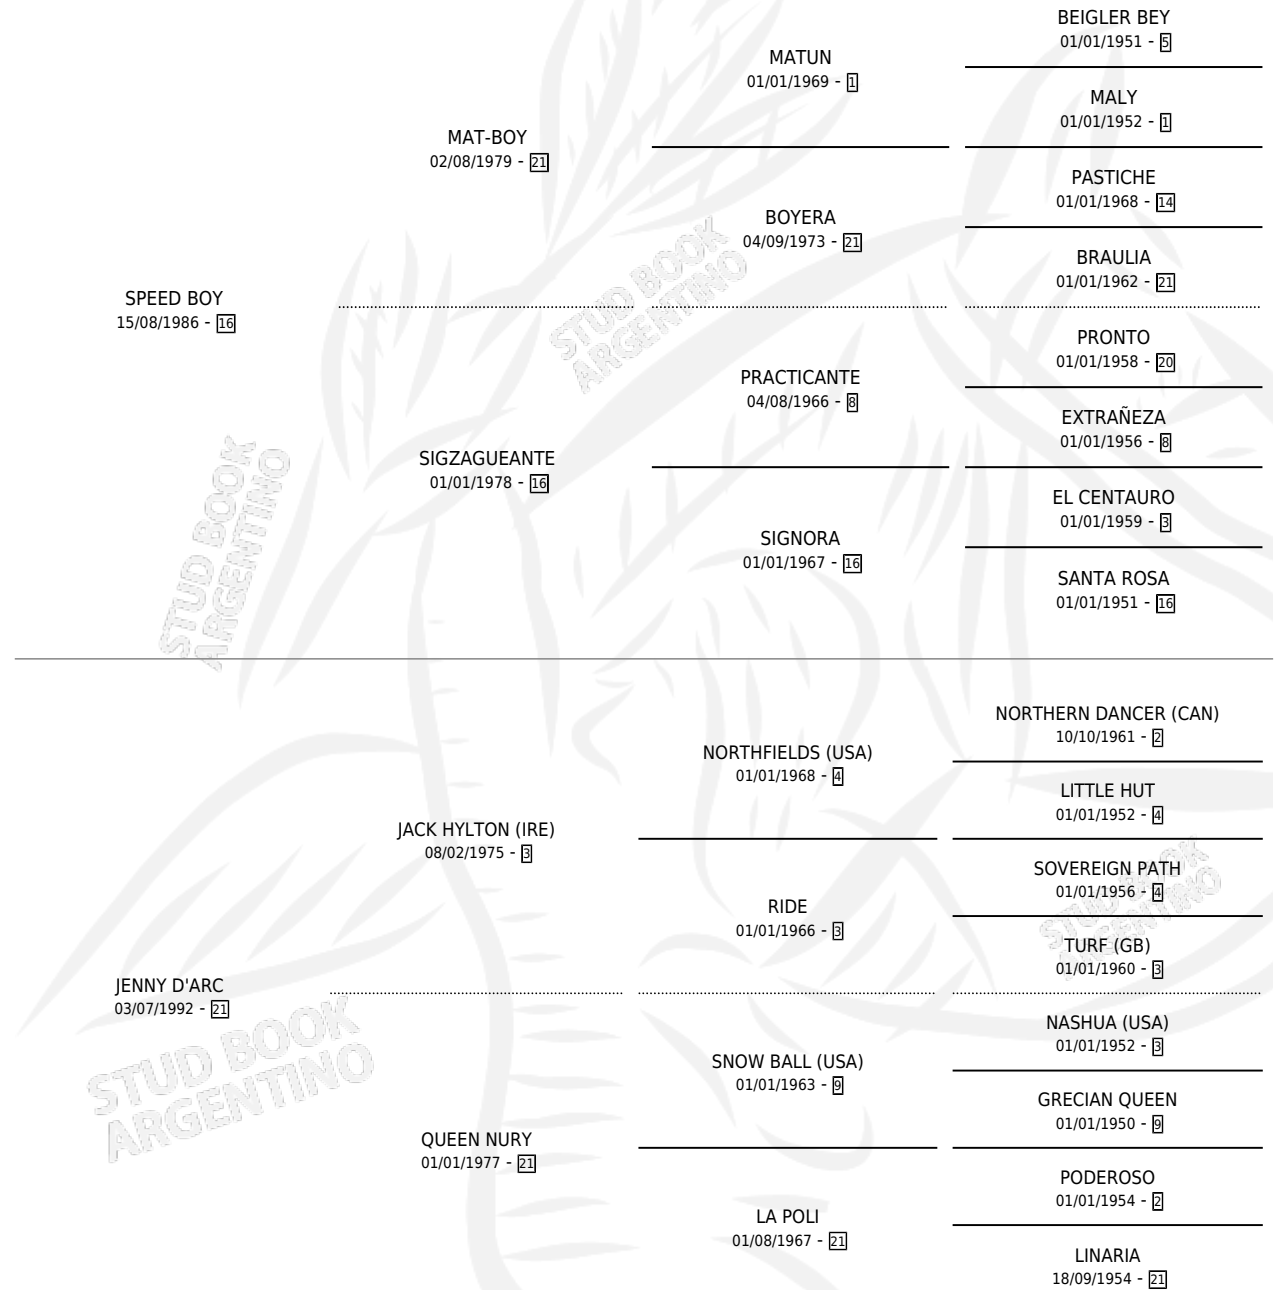 BEIGLER BEY
01/01/1951 - 5
MATUN
01/01/1969 - 1
MALY
01/01/1952 - 1
MAT-BOY
02/08/1979 - 21
PASTICHE
01/01/1968 - 14
BOYERA
04/09/1973 - 21
BRAULIA
01/01/1962 - 21
SPEED BOY
15/08/1986 - 16
PRONTO
01/01/1958 - 20
PRACTICANTE
04/08/1966 - 8
EXTRAÑEZA
01/01/1956 - 8
SIGZAGUEANTE
01/01/1978 - 16
EL CENTAURO
01/01/1959 - 3
SIGNORA
01/01/1967 - 16
SANTA ROSA
01/01/1951 - 16
NORTHERN DANCER (CAN)
10/10/1961 - 2
NORTHFIELDS (USA)
01/01/1968 - 4
LITTLE HUT
01/01/1952 - 4
JACK HYLTON (IRE)
08/02/1975 - 3
SOVEREIGN PATH
01/01/1956 - 4
RIDE
01/01/1966 - 3
TURF (GB)
01/01/1960 - 3
JENNY D'ARC
03/07/1992 - 21
NASHUA (USA)
01/01/1952 - 3
SNOW BALL (USA)
01/01/1963 - 9
GRECIAN QUEEN
01/01/1950 - 9
QUEEN NURY
01/01/1977 - 21
PODEROSO
01/01/1954 - 2
LA POLI
01/08/1967 - 21
LINARIA
18/09/1954 - 21
STUD BOOK
ARGENTINO
STUD BOOK
ARGENTINO
STUD BOOK
ARGENTINO
STUD BOOK
ARGENTINO